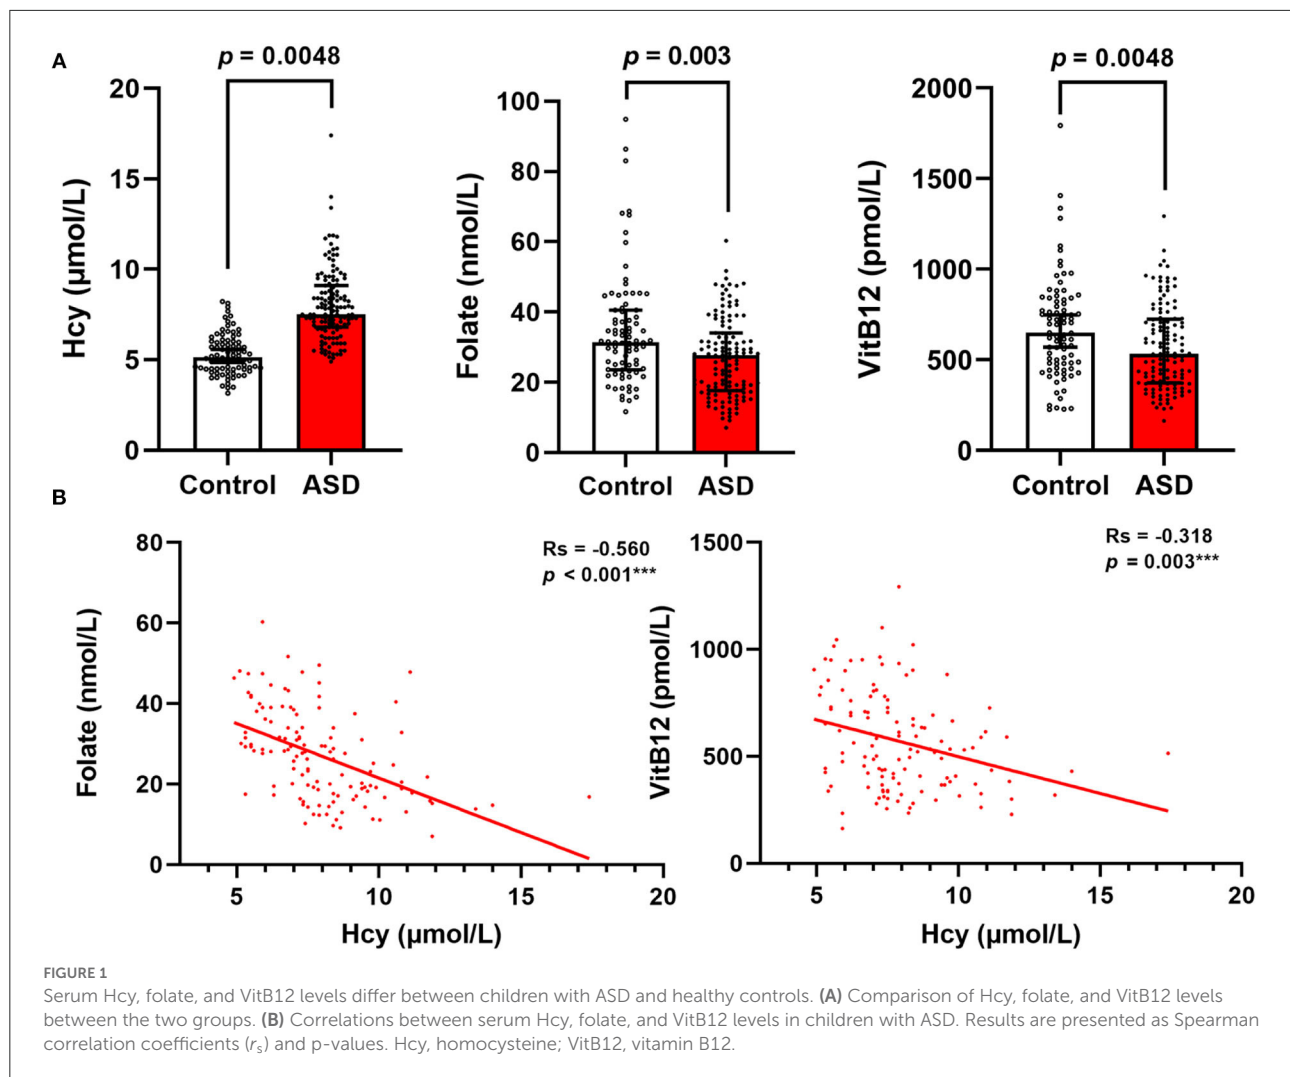 A
p = 0.0048
p = 0.003
p = 0.0048
Hcy (µmol/L)
20
15
10
5
0
Control
ASD
Folate (nmol/L)
100
80
60
40
20
0
Control
ASD
VitB12 (pmol/L)
2000
1500
1000
500
0
Control
ASD
B
Folate (nmol/L)
80
60
40
20
0
Rs = -0.560
p < 0.001***
5
10
15
20
Hcy (µmol/L)
VitB12 (pmol/L)
1500
1000
500
0
Rs = -0.318
p = 0.003***
5
10
15
20
Hcy (µmol/L)
FIGURE 1
Serum Hcy, folate, and VitB12 levels differ between children with ASD and healthy controls. (A) Comparison of Hcy, folate, and VitB12 levels
between the two groups. (B) Correlations between serum Hcy, folate, and VitB12 levels in children with ASD. Results are presented as Spearman
correlation coefficients (rs) and p-values. Hcy, homocysteine; VitB12, vitamin B12.